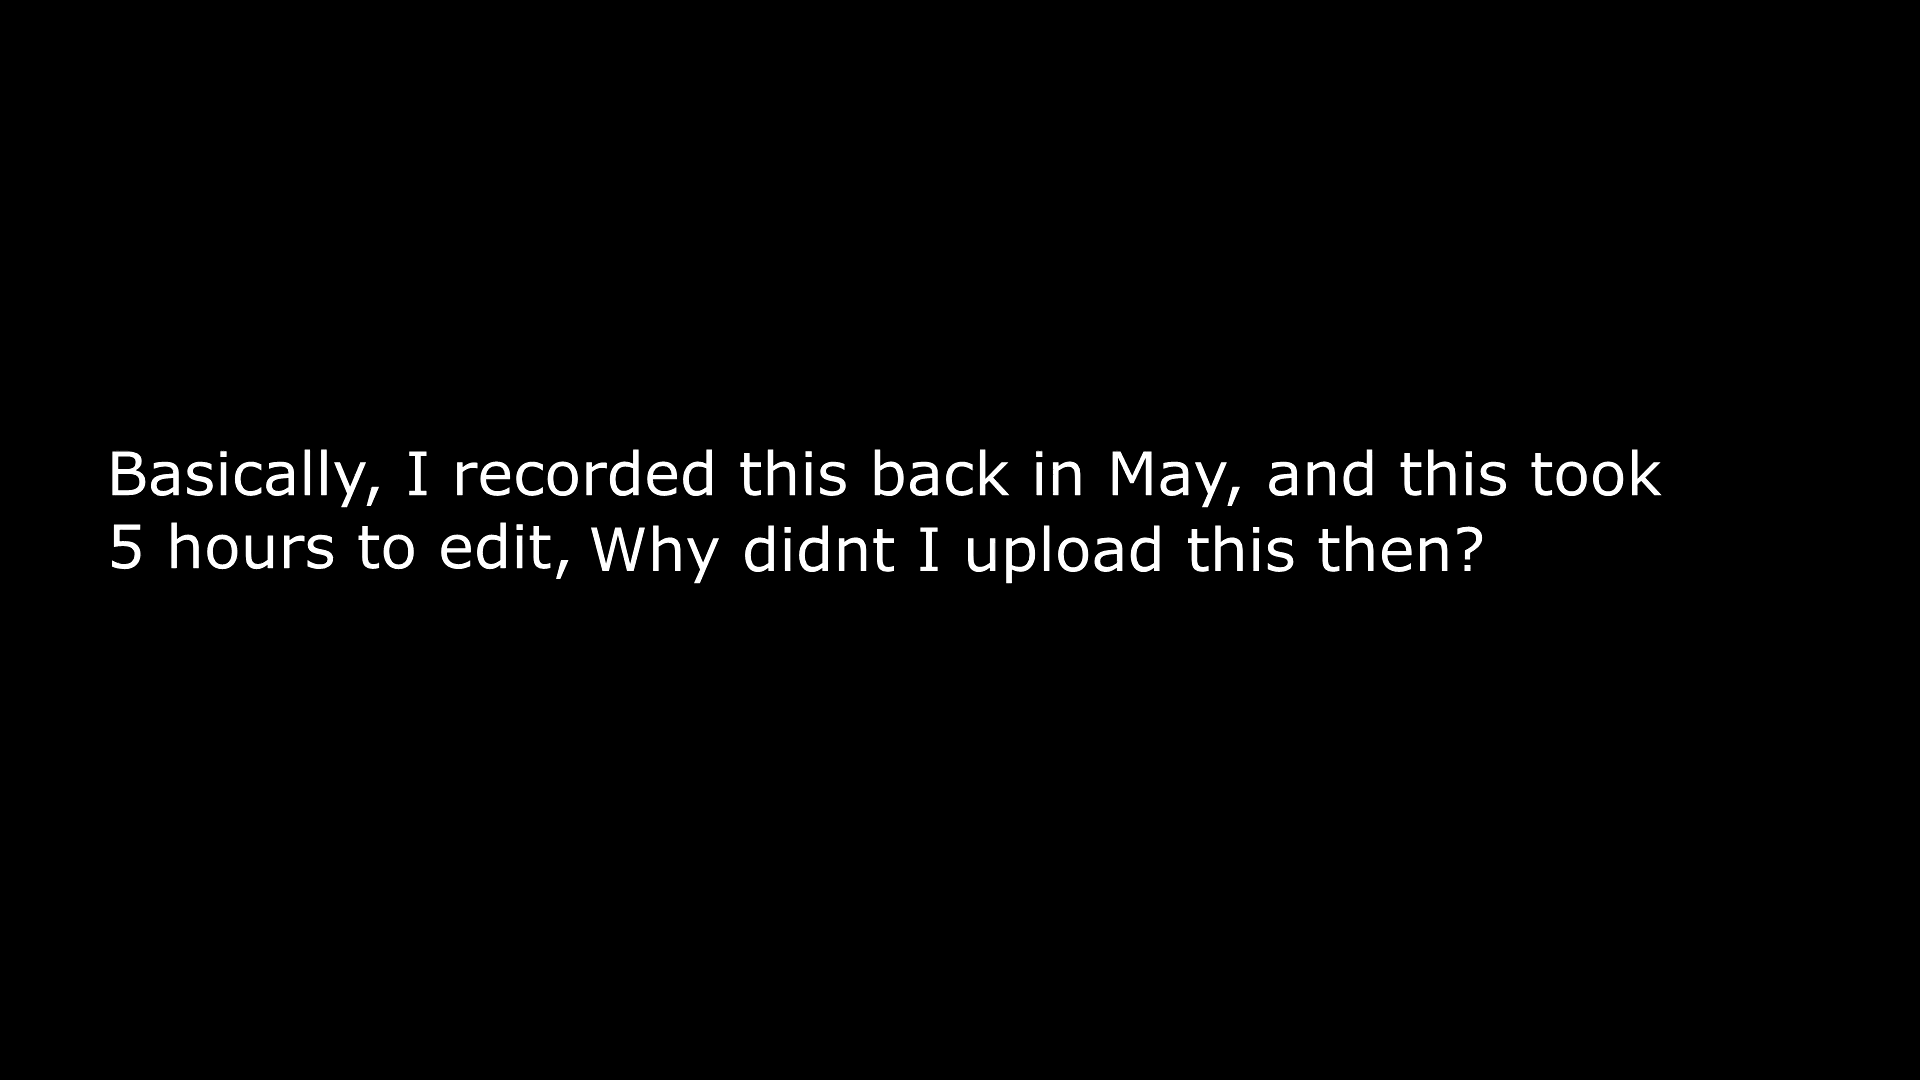 Basically, I recorded this back in May, and this took
5 hours to edit, Why didnt I upload this then?